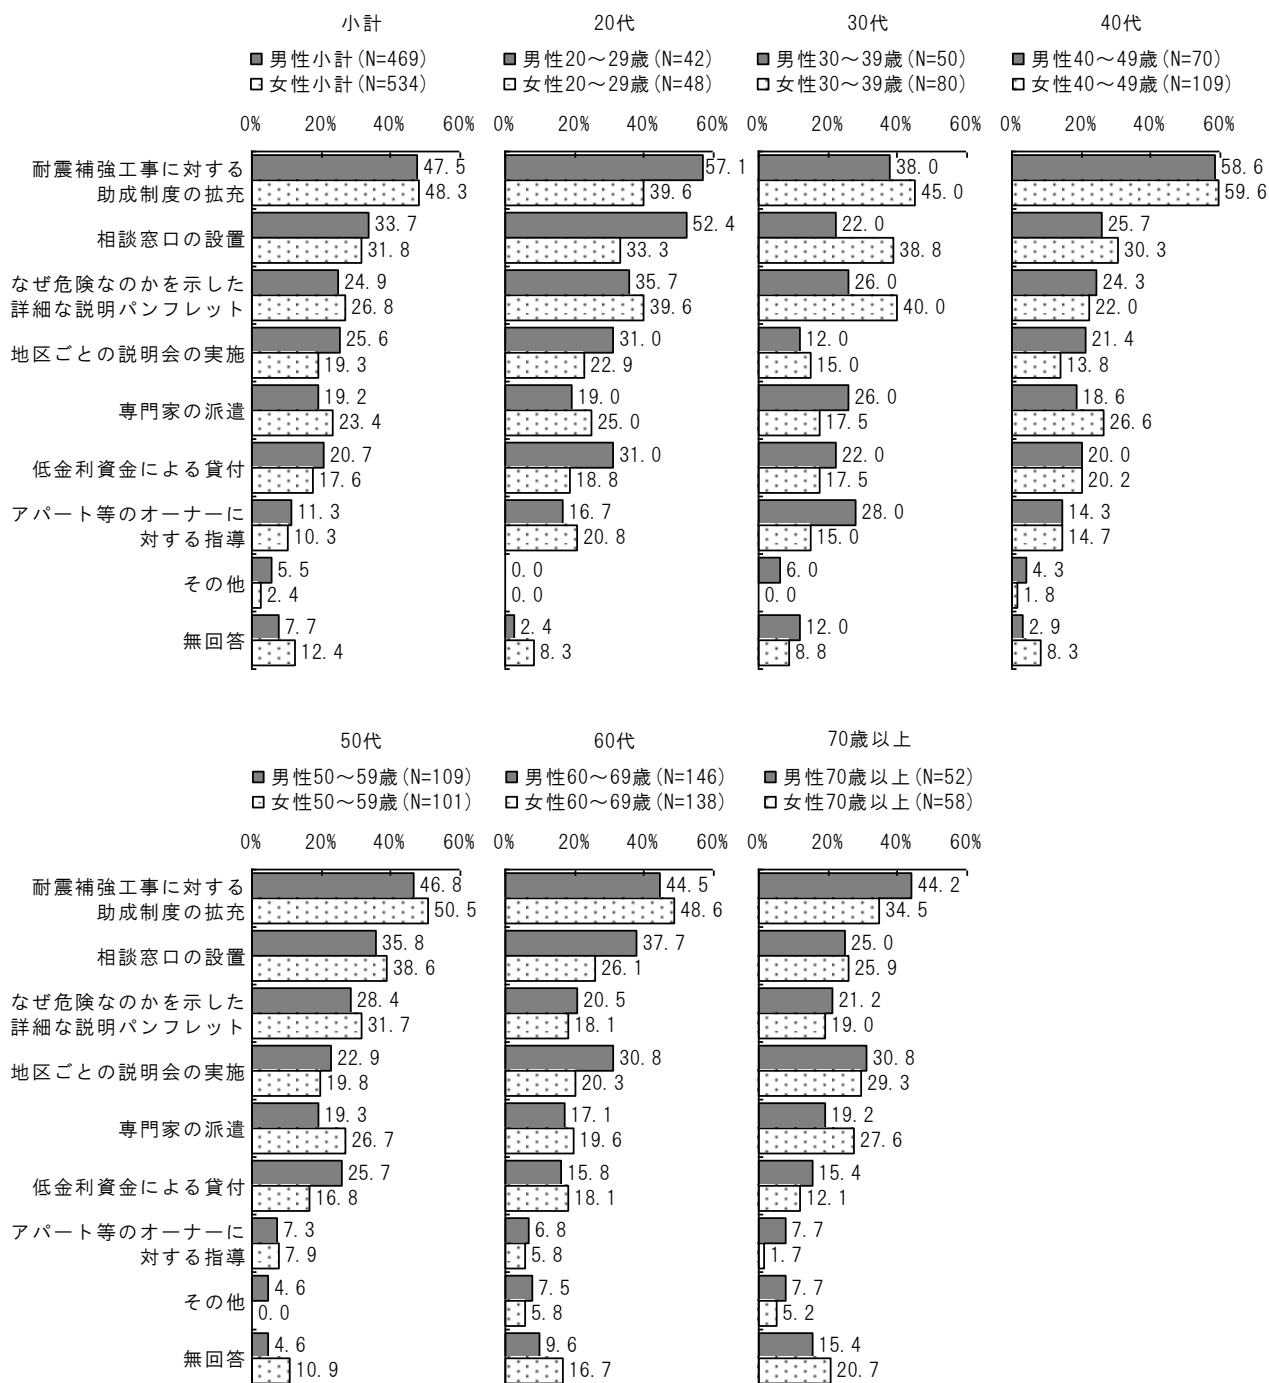 小計 20代 30代 40代
男性小計(N=469) 男性20～29歳(N=42) 男性30～39歳(N=50) 男性40～49歳(N=70)
女性小計(N=534) 女性20～29歳(N=48) 女性30～39歳(N=80) 女性40～49歳(N=109)
0% 20% 40% 60% 0% 20% 40% 60% 0% 20% 40% 60% 0% 20% 40% 60%
耐震補強工事に対する 47.5 57.1 38.0 58.6
助成制度の拡充 48.3 39.6 45.0 59.6
33.7 52.4 22.0 25.7
相談窓口の設置
31.8 33.3 38.8 30.3
なぜ危険なのかを示した 24.9 35.7 26.0 24.3
詳細な説明パンフレット 26.8 39.6 40.0 22.0
25.6 31.0 12.0 21.4
地区ごとの説明会の実施
19.3 22.9 15.0 13.8
19.2 19.0 26.0 18.6
専門家の派遣
23.4 25.0 17.5 26.6
20.7 31.0 22.0 20.0
低金利資金による貸付
17.6 18.8 17.5 20.2
アパート等のオーナーに 11.3 16.7 28.0 14.3
対する指導 10.3 20.8 15.0 14.7
5.5 0.0 6.0 4.3
その他
2.4 0.0 0.0 1.8
7.7 2.4 12.0 2.9
無回答
12.4 8.3 8.8 8.3
50代 60代 70歳以上
男性50～59歳(N=109) 男性60～69歳(N=146) 男性70歳以上(N=52)
女性50～59歳(N=101) 女性60～69歳(N=138) 女性70歳以上(N=58)
0% 20% 40% 60% 0% 20% 40% 60% 0% 20% 40% 60%
耐震補強工事に対する 46.8 44.5 44.2
助成制度の拡充 50.5 48.6 34.5
35.8 37.7 25.0
相談窓口の設置
38.6 26.1 25.9
なぜ危険なのかを示した 28.4 20.5 21.2
詳細な説明パンフレット 31.7 18.1 19.0
22.9 30.8 30.8
地区ごとの説明会の実施
19.8 20.3 29.3
19.3 17.1 19.2
専門家の派遣
26.7 19.6 27.6
25.7 15.8 15.4
低金利資金による貸付
16.8 18.1 12.1
アパート等のオーナーに 7.3 6.8 7.7
対する指導 7.9 5.8 1.7
4.6 7.5 7.7
その他
0.0 5.8 5.2
4.6 9.6 15.4
無回答
10.9 16.7 20.7